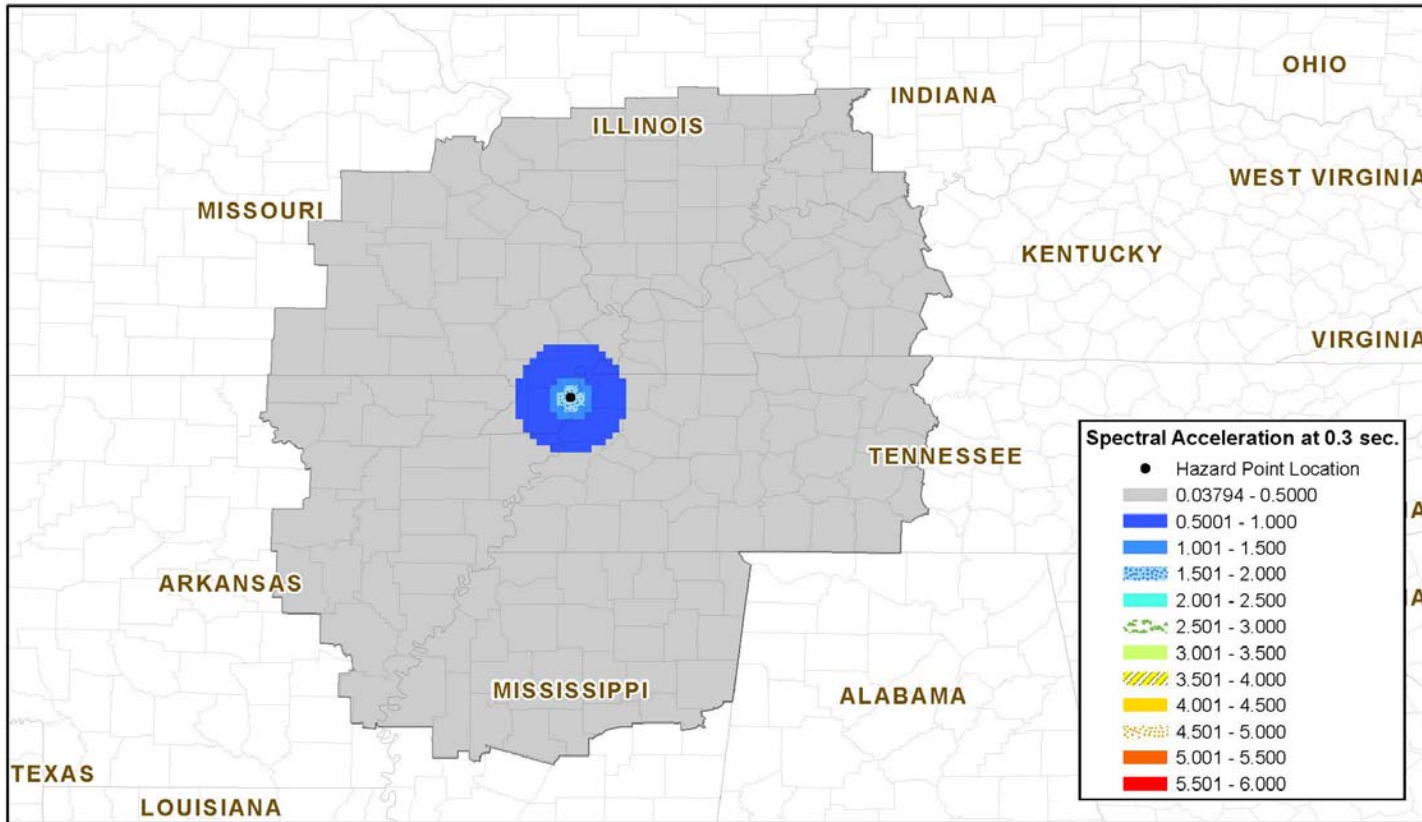 OHIO
INDIANA
ILLINOIS
WEST VIRGINIA
MISSOURI
KENTUCKY
VIRGINIA
TENNESSEE
ARKANSAS
MISSISSIPPI
ALABAMA
TEXAS
LOUISIANA
Spectral Acceleration at 0.3 sec.
Hazard Point Location
0.03794 - 0.5000
0.5001 - 1.000
1.001 - 1.500
1.501 - 2.000
2.001 - 2.500
2.501 - 3.000
3.001 - 3.500
3.501 - 4.000
4.001 - 4.500
4.501 - 5.000
5.001 - 5.500
5.501 - 6.000